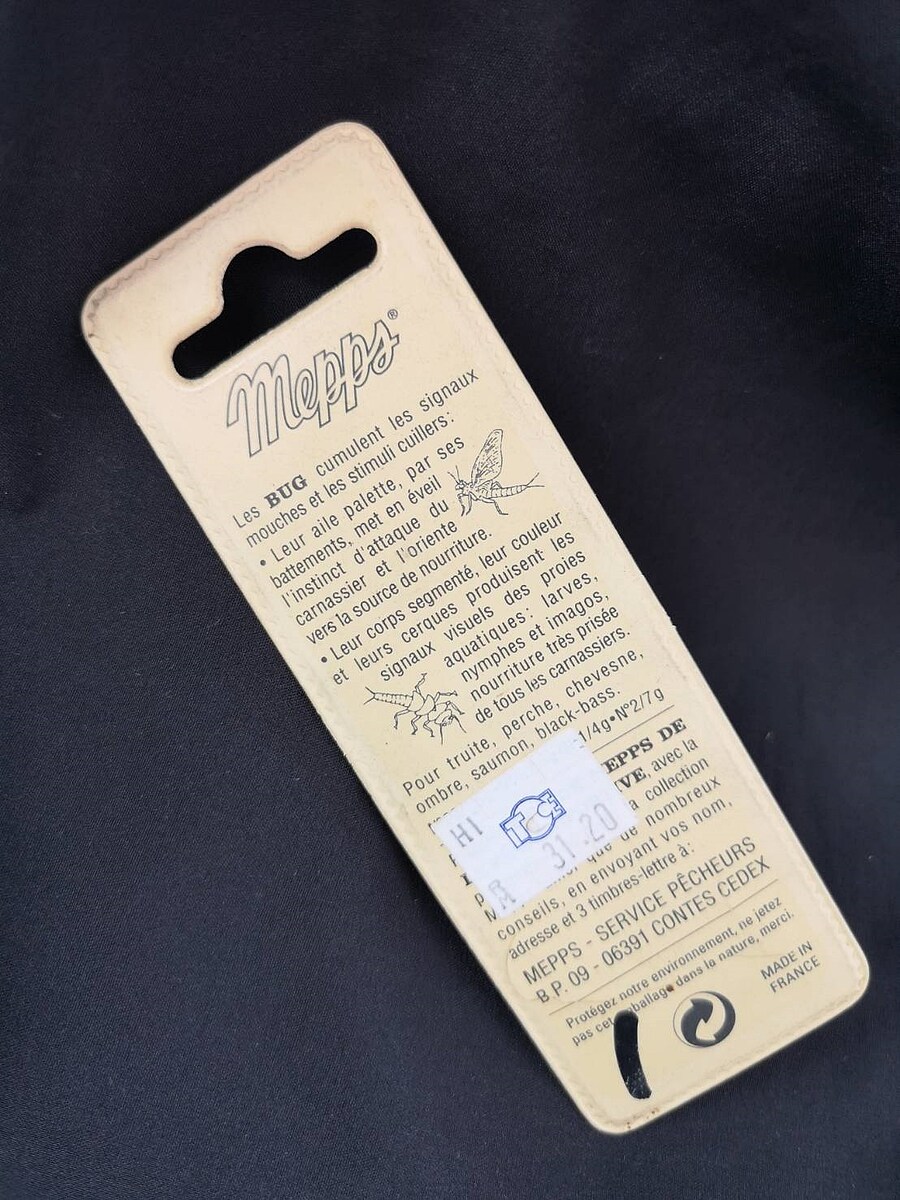 Mepps®
Les BUG cumulent les signaux
mouches et les stimuli cuillers:
• Leur aile palette, par ses
battements, met en éveil
l'instinct d'attaque du
carnassier et l'oriente
vers la source de nourriture.
• Leur corps segmenté, leur couleur
et leurs cerques produisent les
signaux visuels des proies
aquatiques: larves,
nymphes et imagos,
nourriture très prisée
de tous les carnassiers.
Pour truite, perche, chevesne,
ombre, saumon, black-bass.
1/4g•N°2/7g
EPPS DE
VE, avec la
a collection
que de nombreux
conseils, en envoyant vos nom,
adresse et 3 timbres-lettre à:
MEPPS - SERVICE PÊCHEURS
B.P. 09 - 06391 CONTES CEDEX
Protégez notre environnement, ne jetez
pas cet emballage dans la nature, merci.
MADE IN
FRANCE
HI
31.20